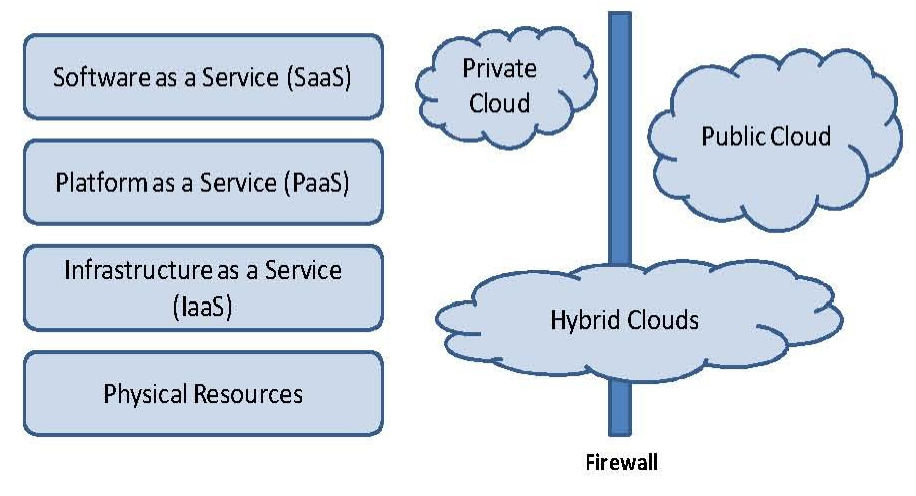 Software as a Service (SaaS)
Platform as a Service (PaaS)
Infrastructure as a Service
(IaaS)
Physical Resources
Private
Cloud
Public Cloud
Hybrid Clouds
Firewall